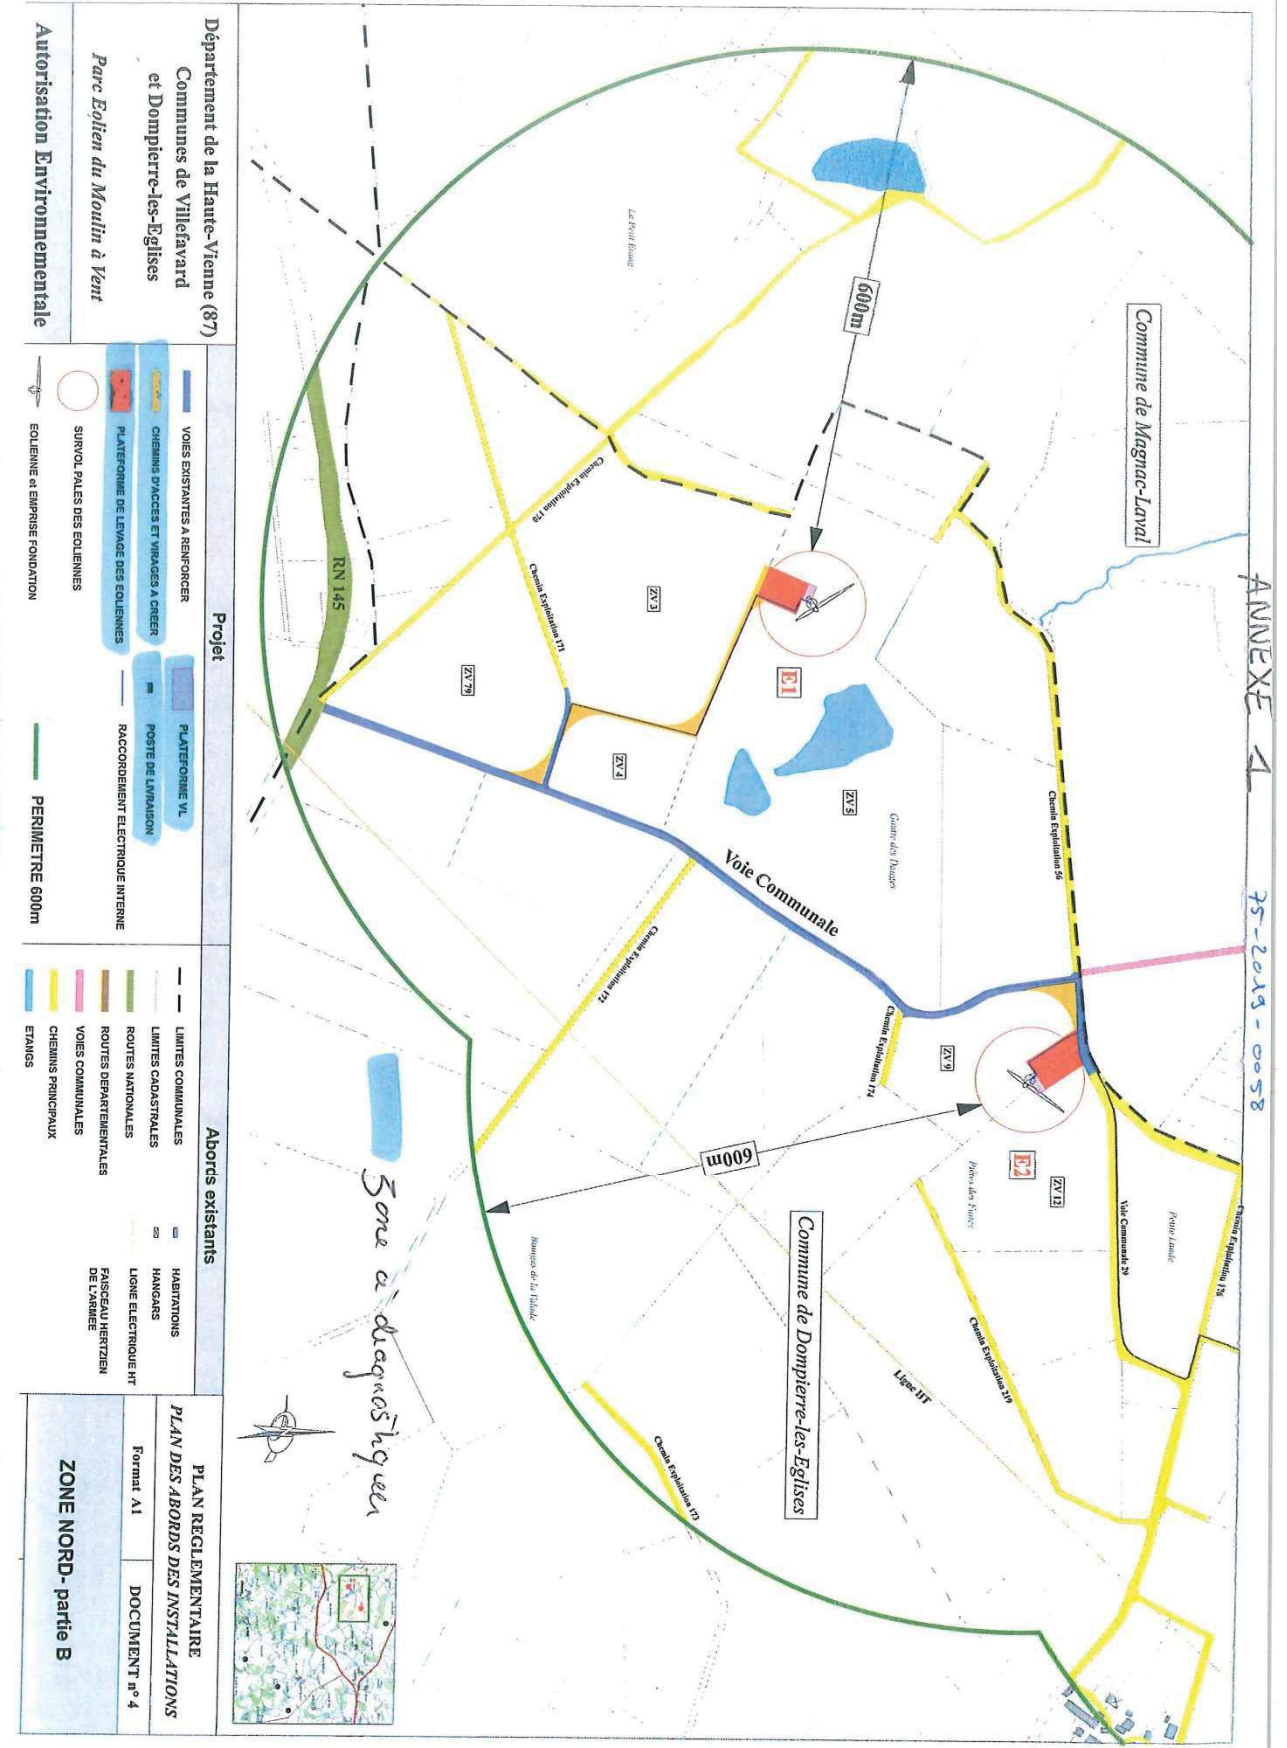 ANNEXE 1
75-2019-0058
Commune de Magnac-Laval
600m
Le Petit Etang
Chemin Exploitation 56
Chemin Exploitation 170
Chemin Exploitation 171
ZV 3
E1
ZV 79
ZV 4
ZV 5
RN 145
Voie Communale
Chemin Exploitation 172
Chemin Exploitation 174
ZV 9
E2
ZV 12
600m
Petite Lande
Voie Communale 29
Chemin Exploitation 219
Ligne HT
Commune de Dompierre-les-Eglises
Chemin Exploitation 173
Zone à diagnostiquer
Département de la Haute-Vienne (87)
Communes de Villefavard
et Dompierre-les-Eglises
Parc Eolien du Moulin à Vent
Autorisation Environnementale
Projet
VOIES EXISTANTES A RENFORCER
CHEMINS D'ACCES ET VIRAGES A CREER
PLATEFORME DE LEVAGE DES EOLIENNES
SURVOL PALES DES EOLIENNES
EOLIENNE et EMPRISE FONDATION
PLATEFORME VL
POSTE DE LIVRAISON
RACCORDEMENT ELECTRIQUE INTERNE
PERIMETRE 600m
Abords existants
LIMITES COMMUNALES
LIMITES CADASTRALES
ROUTES NATIONALES
ROUTES DEPARTEMENTALES
VOIES COMMUNALES
CHEMINS PRINCIPAUX
ETANGS
HABITATIONS
HANGARS
LIGNE ELECTRIQUE HT
FAISCEAU HERTZIEN
DE L'ARMEE
PLAN REGLEMENTAIRE
PLAN DES ABORDS DES INSTALLATIONS
Format A1
DOCUMENT n° 4
ZONE NORD- partie B